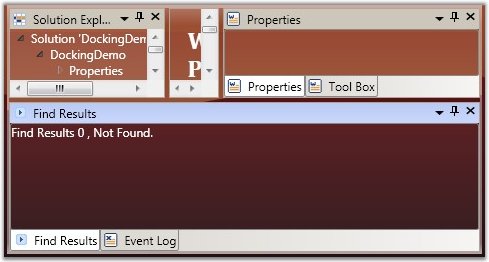 Solution Expl...
Properties
Solution 'DockingDem
DockingDemo
Properties
W
P
Properties
Tool Box
Find Results
Find Results 0 , Not Found.
Find Results
Event Log